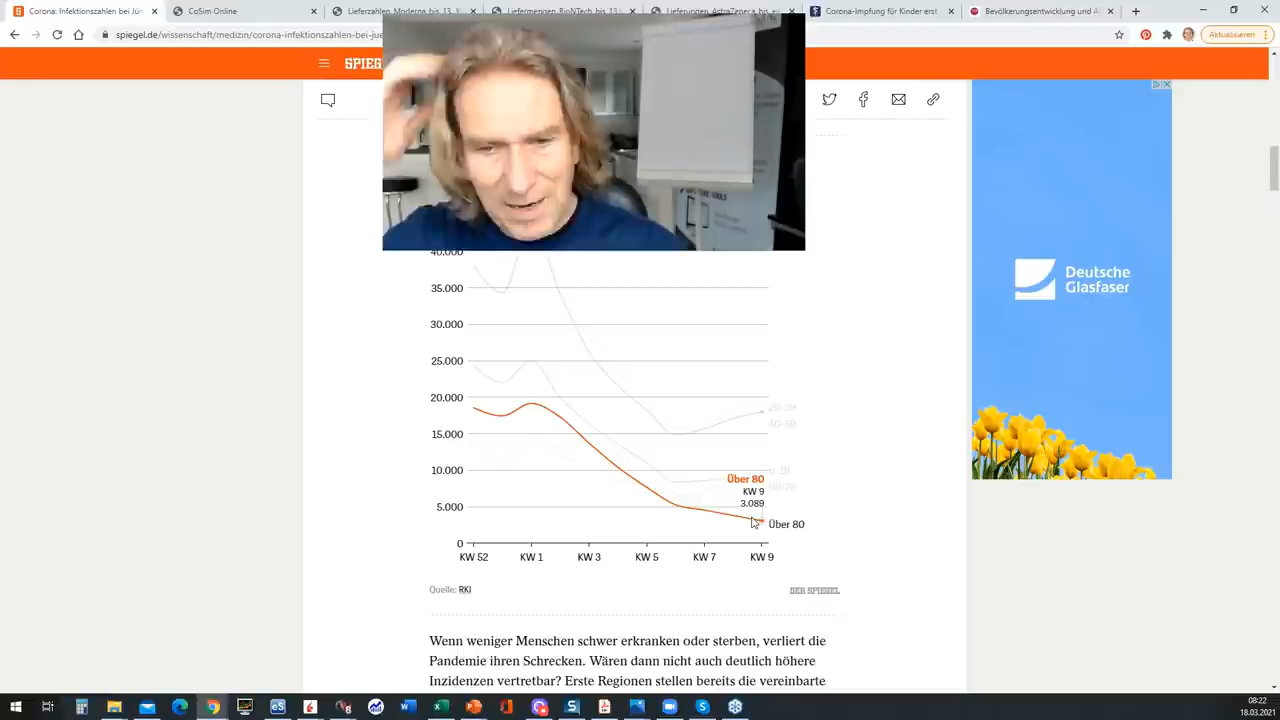 Corona: Infektionszahlen bei Jün
CoSim Online
Lieferzahlen Moderna bis 13. K
Liefermengen BioNTech bis 13. K
Lieferungen AstraZeneca bis e
Corona-Impfung für Kinder erst
Bevölkerungsentwicklung und A
spiegel.de/wissenschaft/medizin/corona-infektionszahlen-bei-jue
Aktualisieren
SPIEG
40.000
35.000
30.000
25.000
20.000
15.000
10.000
5.000
0
40-59
Über 80
KW 9
3.089
Über 80
KW 52
KW 1
KW 3
KW 5
KW 7
KW 9
Quelle: RKI
DER SPIEGEL
Wenn weniger Menschen schwer erkranken oder sterben, verliert die
Pandemie ihren Schrecken. Wären dann nicht auch deutlich höhere
Inzidenzen vertretbar? Erste Regionen stellen bereits die vereinbarte
Deutsche
Glasfaser
08:22
18.03.2021